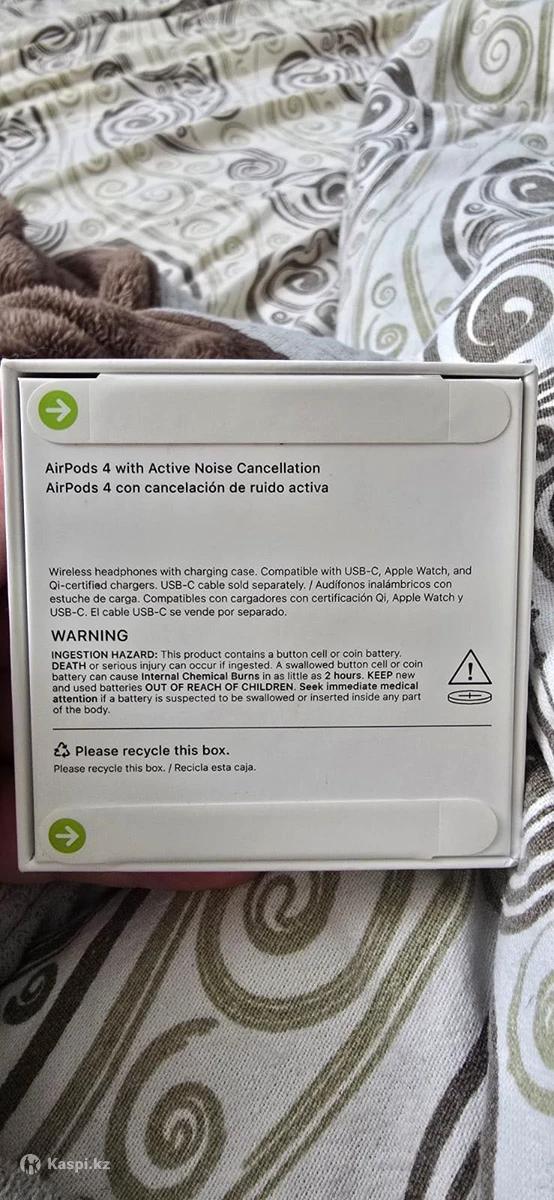 AirPods 4 with Active Noise Cancellation
AirPods 4 con cancelación de ruido activa
Wireless headphones with charging case. Compatible with USB-C, Apple Watch, and
Qi-certified chargers. USB-C cable sold separately. / Audífonos inalámbricos con
estuche de carga. Compatibles con cargadores con certificación Qi, Apple Watch y
USB-C. El cable USB-C se vende por separado.
WARNING
INGESTION HAZARD: This product contains a button cell or coin battery.
DEATH or serious injury can occur if ingested. A swallowed button cell or coin
battery can cause Internal Chemical Burns in as little as 2 hours. KEEP new
and used batteries OUT OF REACH OF CHILDREN. Seek immediate medical
attention if a battery is suspected to be swallowed or inserted inside any part
of the body.
Please recycle this box.
Please recycle this box. / Recicla esta caja.
Kaspi.kz